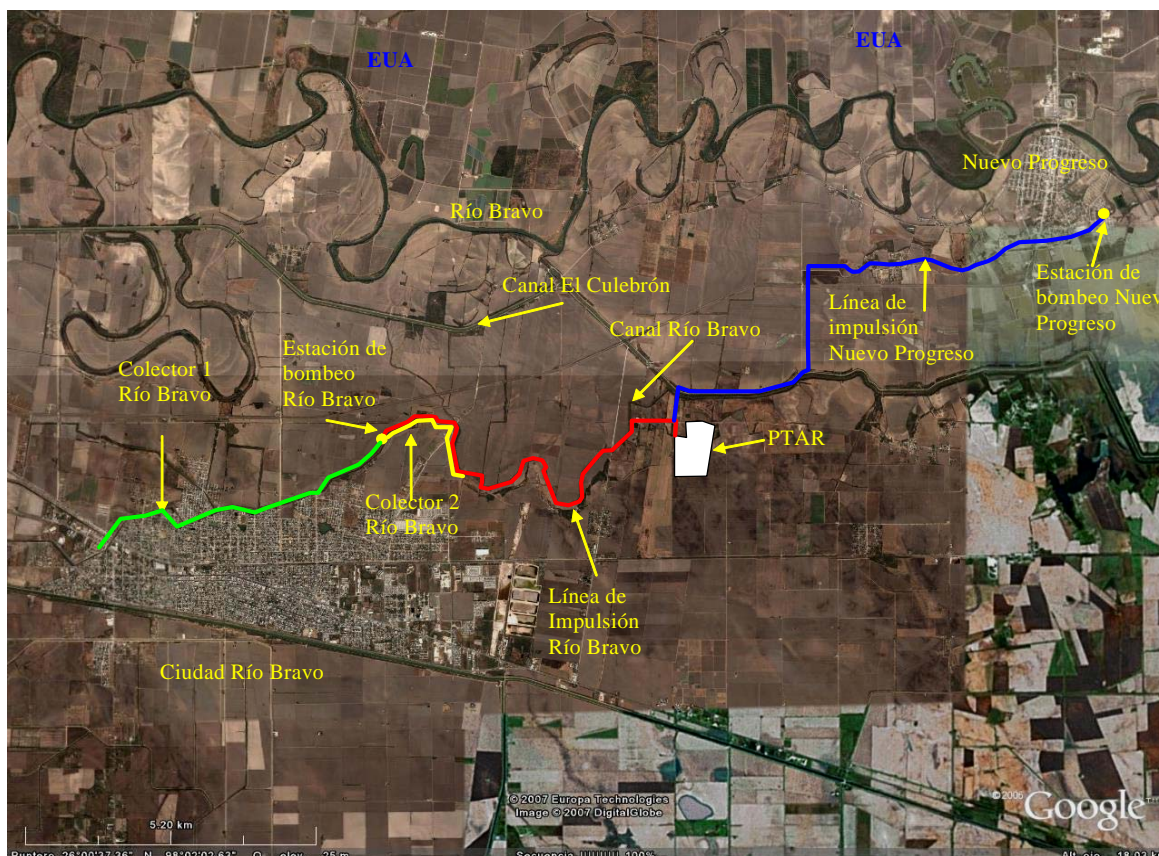 EUA
EUA
Nuevo Progreso
Río Bravo
Canal El Culebrón
Canal Río Bravo
Línea de
impulsión
Nuevo Progreso
Estación de
bombeo Nuev
Progreso
Colector 1
Río Bravo
Estación de
bombeo
Río Bravo
PTAR
Colector 2
Río Bravo
Línea de
Impulsión
Río Bravo
Ciudad Río Bravo
© 2007 Europa Technologies
Image © 2007 DigitalGlobe
©2006 Google
5.20 km